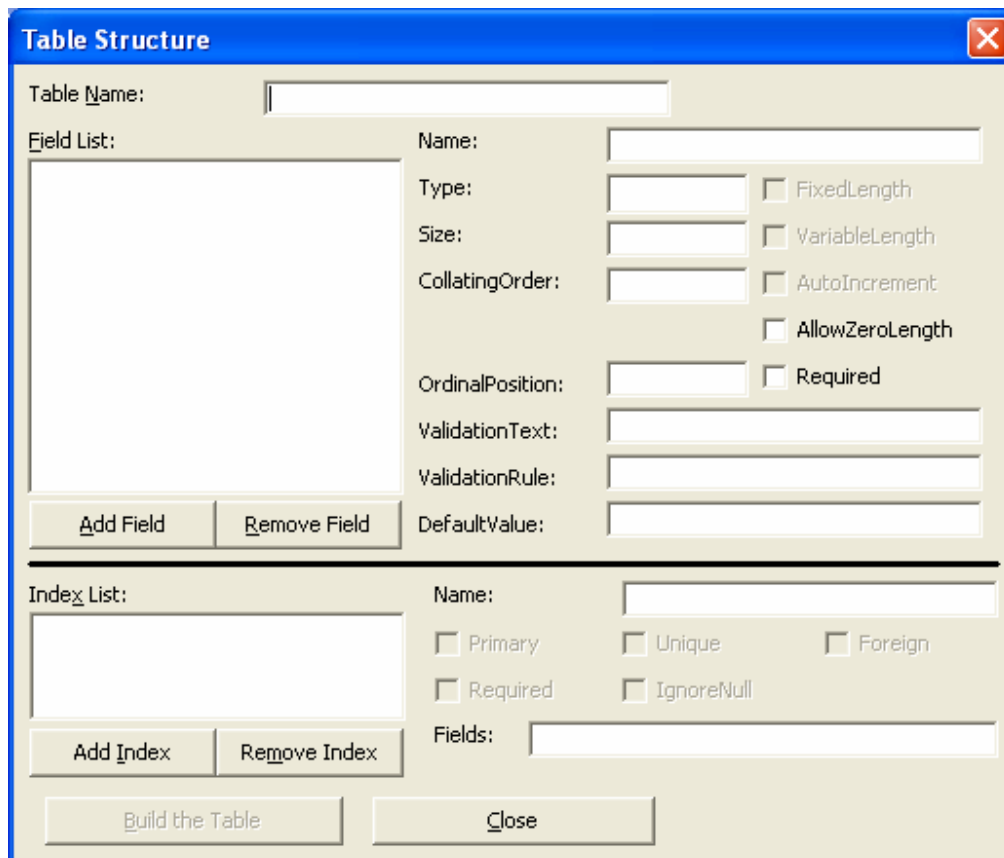 Table Structure
Table Name:
Field List:
Name:
Type:
FixedLength
Size:
VariableLength
CollatingOrder:
AutoIncrement
AllowZeroLength
OrdinalPosition:
Required
ValidationText:
ValidationRule:
Add Field
Remove Field
DefaultValue:
Index List:
Name:
Primary
Unique
Foreign
Required
IgnoreNull
Add Index
Remove Index
Fields:
Build the Table
Close